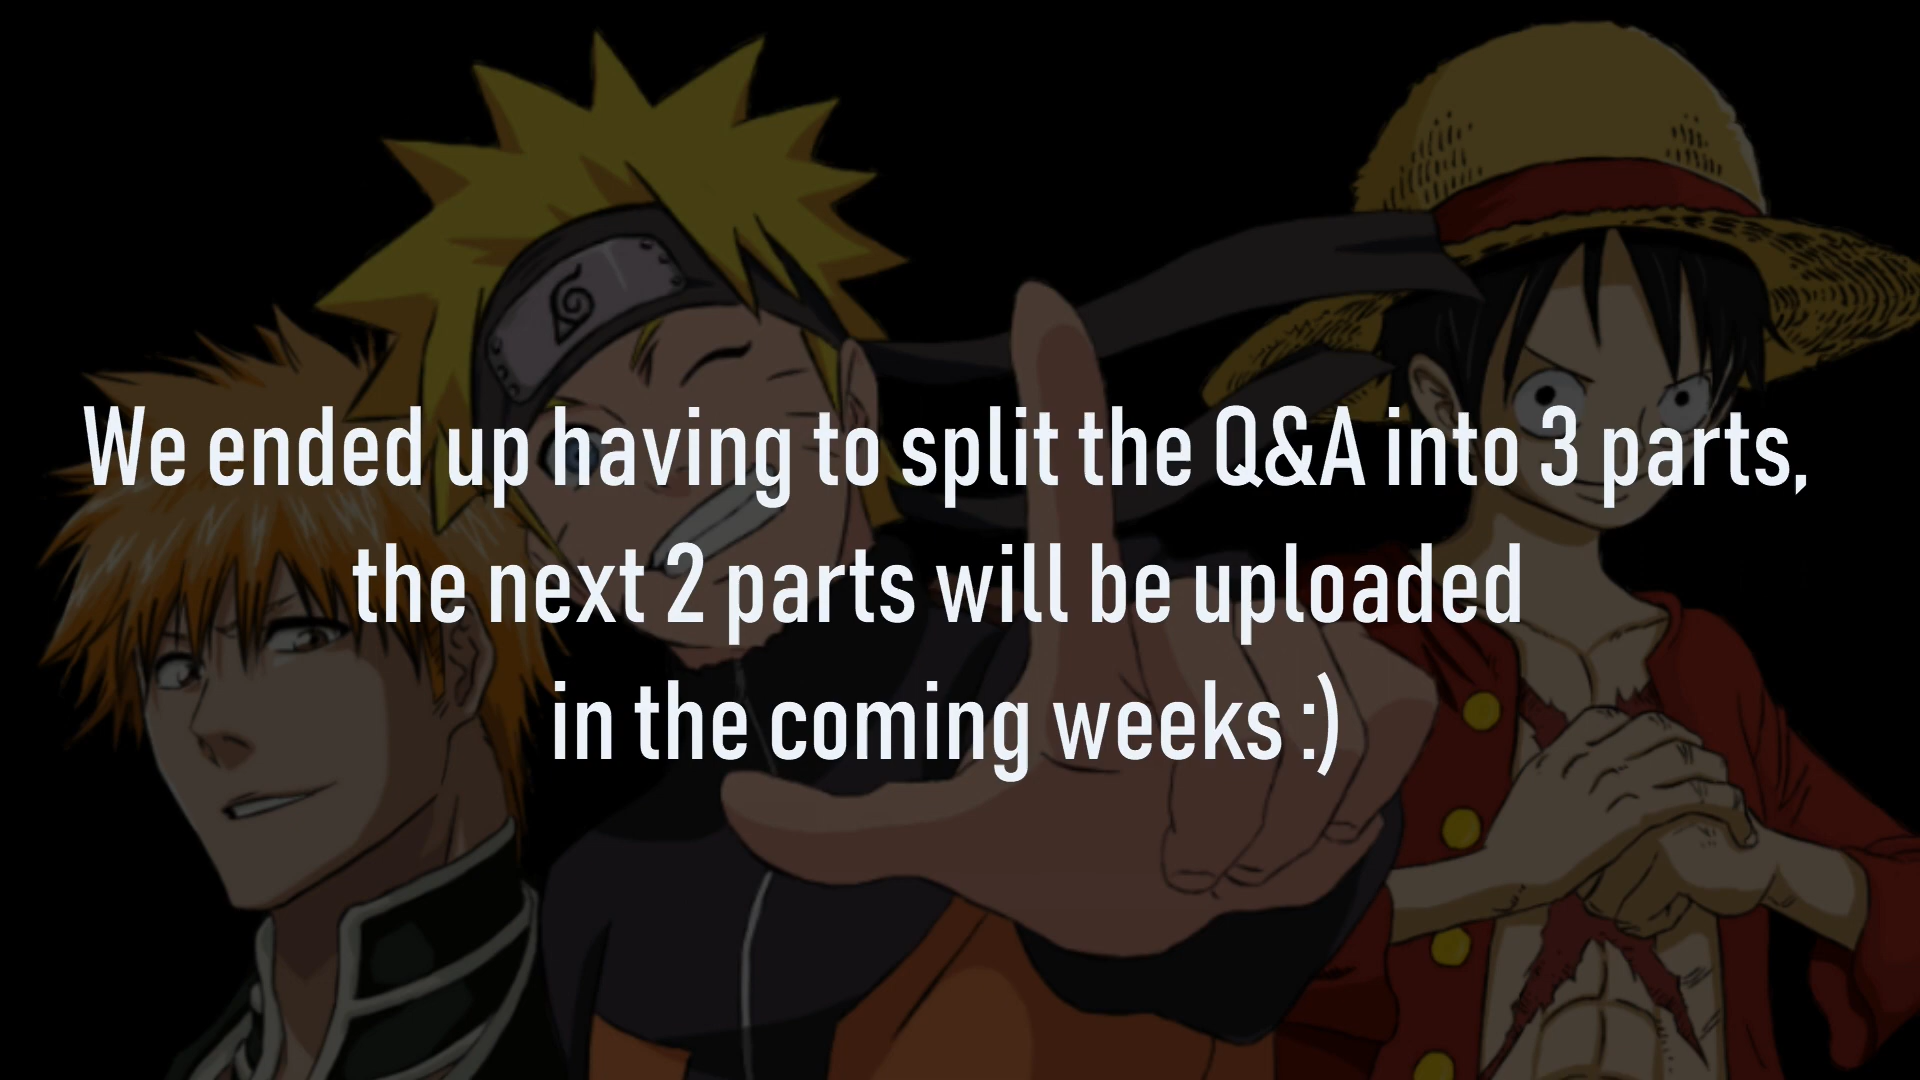 We ended up having to split the Q&A into 3 parts,
the next 2 parts will be uploaded
in the coming weeks :)